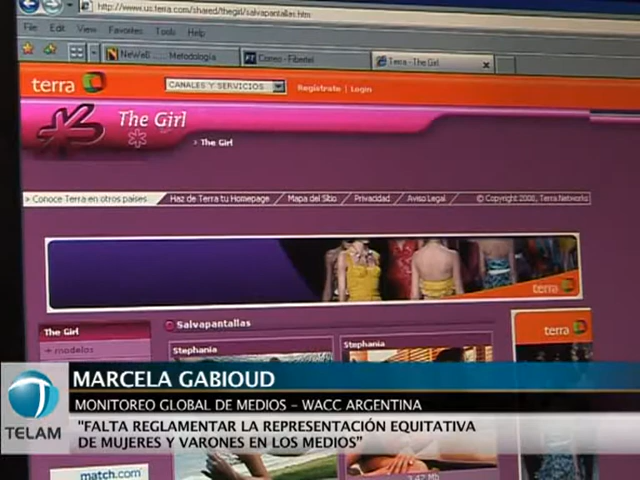 http://www.us.terra.com/shared/thegirl/salvapantallas.htm
File Edit View Favorites Tools Help
NeWeB ..... Metodología
Correo - Fibertel
Terra - The Girl
terra
CANALES Y SERVICIOS
Regístrate | Login
The Girl
> The Girl
> Conoce Terra en otros países
Haz de Terra tu Homepage
Mapa del Sitio
Privacidad
Aviso Legal
© Copyright 2008, Terra Networks
terra
The Girl
+ modelos
Salvapantallas
Stephania
Stephania
terra
3.42 Mb
match.com
TELAM
MARCELA GABIOUD
MONITOREO GLOBAL DE MEDIOS – WACC ARGENTINA
"FALTA REGLAMENTAR LA REPRESENTACIÓN EQUITATIVA
DE MUJERES Y VARONES EN LOS MEDIOS"